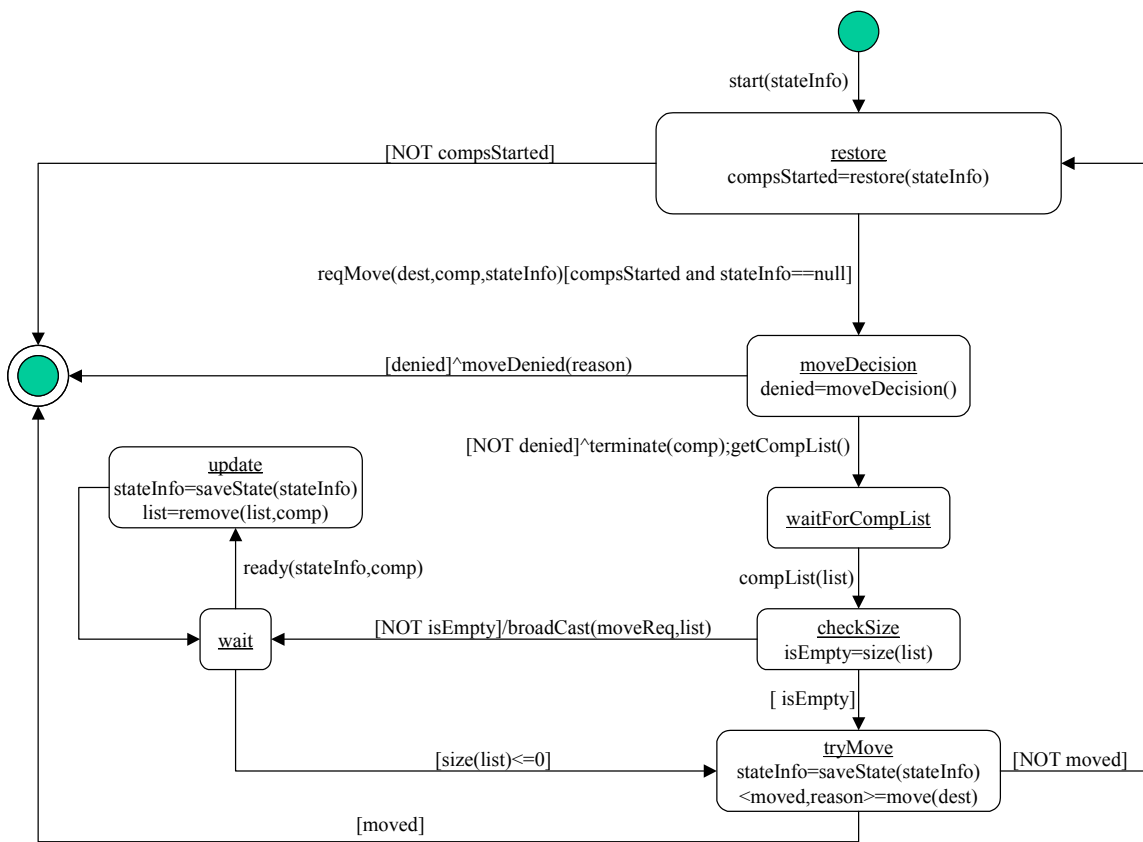 start(stateInfo)
[NOT compsStarted]
restore
compsStarted=restore(stateInfo)
reqMove(dest,comp,stateInfo)[compsStarted and stateInfo==null]
[denied]^moveDenied(reason)
moveDecision
denied=moveDecision()
[NOT denied]^terminate(comp);getCompList()
update
stateInfo=saveState(stateInfo)
list=remove(list,comp)
waitForCompList
ready(stateInfo,comp)
compList(list)
wait
[NOT isEmpty]/broadCast(moveReq,list)
checkSize
isEmpty=size(list)
[ isEmpty]
[size(list)<=0]
tryMove
stateInfo=saveState(stateInfo)
<moved,reason>=move(dest)
[NOT moved]
[moved]